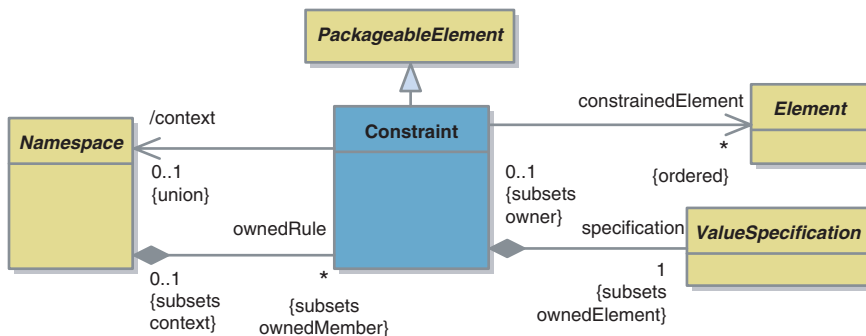 PackageableElement
/context
constrainedElement
Element
Namespace
Constraint
0..1
{union}
0..1
{subsets
owner}
*
{ordered}
ownedRule
specification
ValueSpecification
0..1
{subsets
context}
*
{subsets
ownedMember}
1
{subsets
ownedElement}